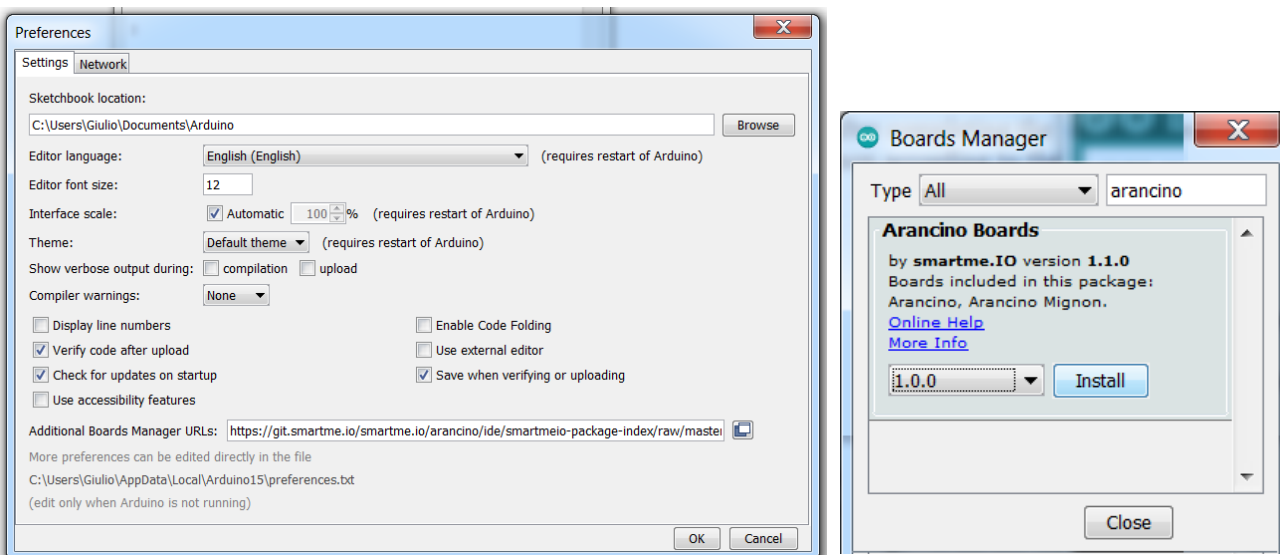 Preferences
Settings Network
Sketchbook location:
C:\Users\Giulio\Documents\Arduino Browse
Editor language: English (English) (requires restart of Arduino)
Editor font size: 12
Interface scale: Automatic 100 % (requires restart of Arduino)
Theme: Default theme (requires restart of Arduino)
Show verbose output during: compilation upload
Compiler warnings: None
Display line numbers Enable Code Folding
Verify code after upload Use external editor
Check for updates on startup Save when verifying or uploading
Use accessibility features
Additional Boards Manager URLs: https://git.smartme.io/smartme.io/arancino/ide/smartmeio-package-index/raw/master
More preferences can be edited directly in the file
C:\Users\Giulio\AppData\Local\Arduino15\preferences.txt
(edit only when Arduino is not running)
OK Cancel
Boards Manager
Type All arancino
Arancino Boards
by smartme.IO version 1.1.0
Boards included in this package:
Arancino, Arancino Mignon.
Online Help
More Info
1.0.0 Install
Close